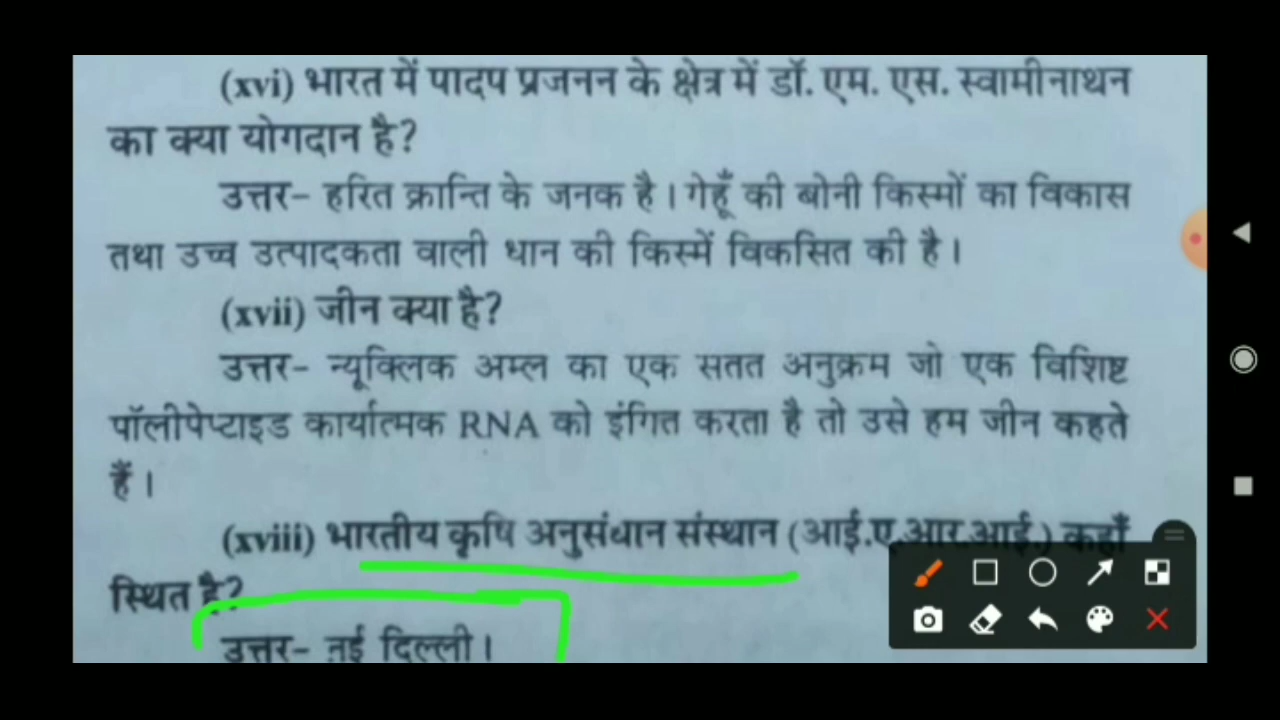 (xvi) भारत में पादप प्रजनन के क्षेत्र में डॉ. एम. एस. स्वामीनाथन
का क्या योगदान है?
उत्तर– हरित क्रान्ति के जनक है। गेहूँ की बोनी किस्मों का विकास
तथा उच्च उत्पादकता वाली धान की किस्में विकसित की है।
(xvii) जीन क्या है?
उत्तर– न्यूक्लिक अम्ल का एक सतत अनुक्रम जो एक विशिष्ट
पॉलीपेप्टाइड कार्यात्मक RNA को इंगित करता है तो उसे हम जीन कहते
हैं।
(xviii) भारतीय कृषि अनुसंधान संस्थान (आई.ए.आर.आई.) कहाँ
स्थित है?
उत्तर– नई दिल्ली।